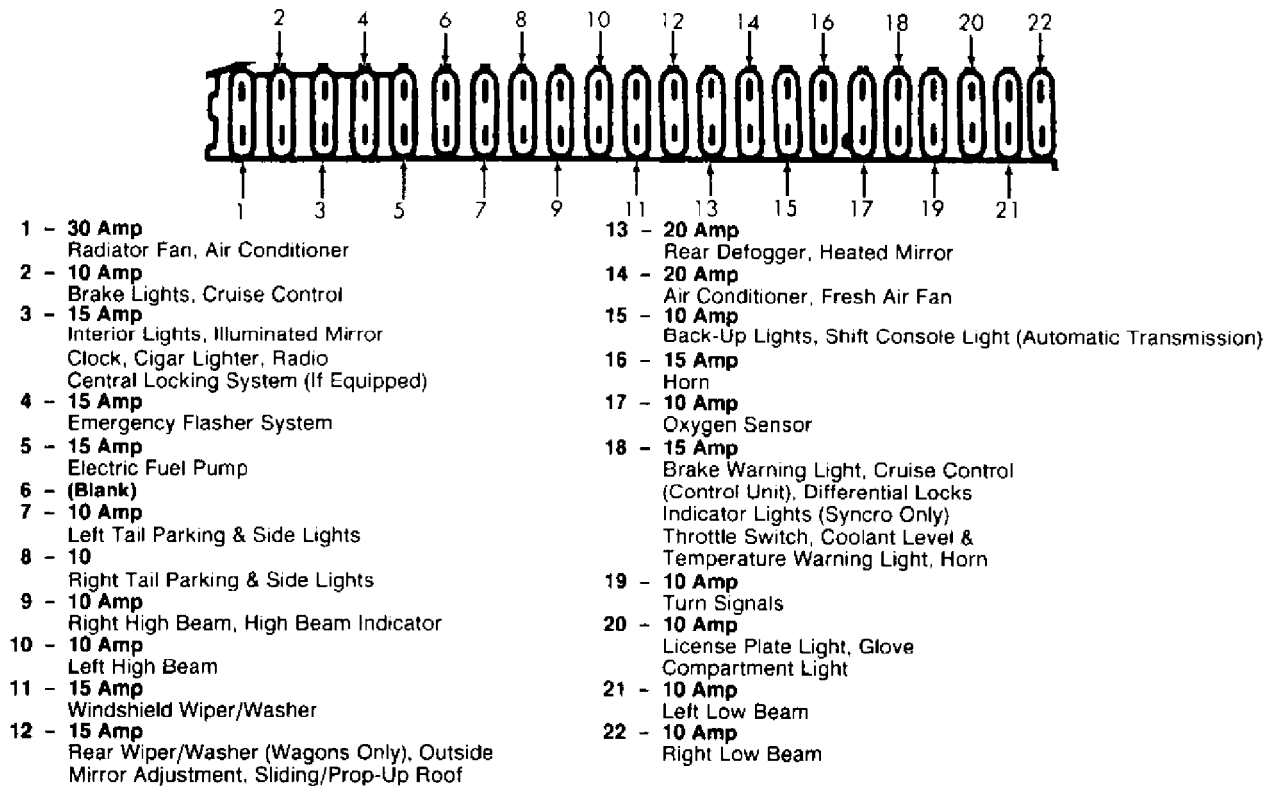 2 4 6 8 10 12 14 16 18 20 22
1 3 5 7 9 11 13 15 17 19 21
1 - 30 Amp
Radiator Fan, Air Conditioner
2 - 10 Amp
Brake Lights, Cruise Control
3 - 15 Amp
Interior Lights, Illuminated Mirror
Clock, Cigar Lighter, Radio
Central Locking System (If Equipped)
4 - 15 Amp
Emergency Flasher System
5 - 15 Amp
Electric Fuel Pump
6 - (Blank)
7 - 10 Amp
Left Tail Parking & Side Lights
8 - 10
Right Tail Parking & Side Lights
9 - 10 Amp
Right High Beam, High Beam Indicator
10 - 10 Amp
Left High Beam
11 - 15 Amp
Windshield Wiper/Washer
12 - 15 Amp
Rear Wiper/Washer (Wagons Only), Outside
Mirror Adjustment, Sliding/Prop-Up Roof
13 - 20 Amp
Rear Defogger, Heated Mirror
14 - 20 Amp
Air Conditioner, Fresh Air Fan
15 - 10 Amp
Back-Up Lights, Shift Console Light (Automatic Transmission)
16 - 15 Amp
Horn
17 - 10 Amp
Oxygen Sensor
18 - 15 Amp
Brake Warning Light, Cruise Control
(Control Unit), Differential Locks
Indicator Lights (Syncro Only)
Throttle Switch, Coolant Level &
Temperature Warning Light, Horn
19 - 10 Amp
Turn Signals
20 - 10 Amp
License Plate Light, Glove
Compartment Light
21 - 10 Amp
Left Low Beam
22 - 10 Amp
Right Low Beam